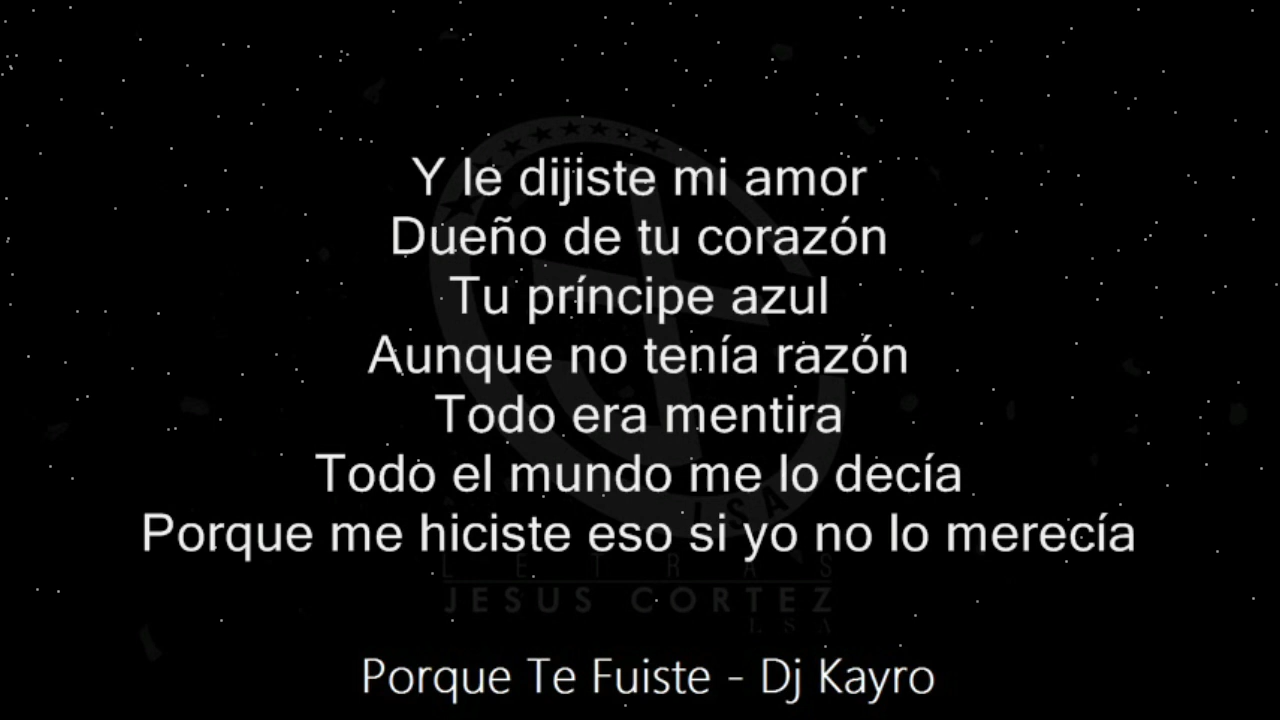 Y le dijiste mi amor
Dueño de tu corazón
Tu príncipe azul
Aunque no tenía razón
Todo era mentira
Todo el mundo me lo decía
Porque me hiciste eso si yo no lo merecía
LSA
LETRAS
JESUS CORTEZ
LSA
Porque Te Fuiste - Dj Kayro